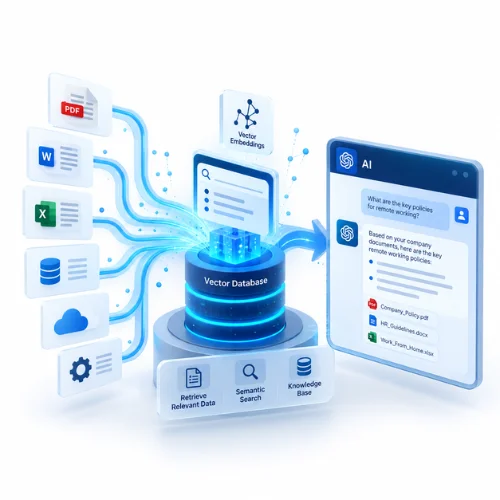 PDF
W
X
Vector
Embeddings
Vector Database
Retrieve
Relevant Data
Semantic
Search
Knowledge
Base
AI
What are the key policies
for remote working?
Based on your company
documents, here are the key
remote working policies:
Company_Policy.pdf
HR_Guidelines.docx
Work_From_Home.xlsx